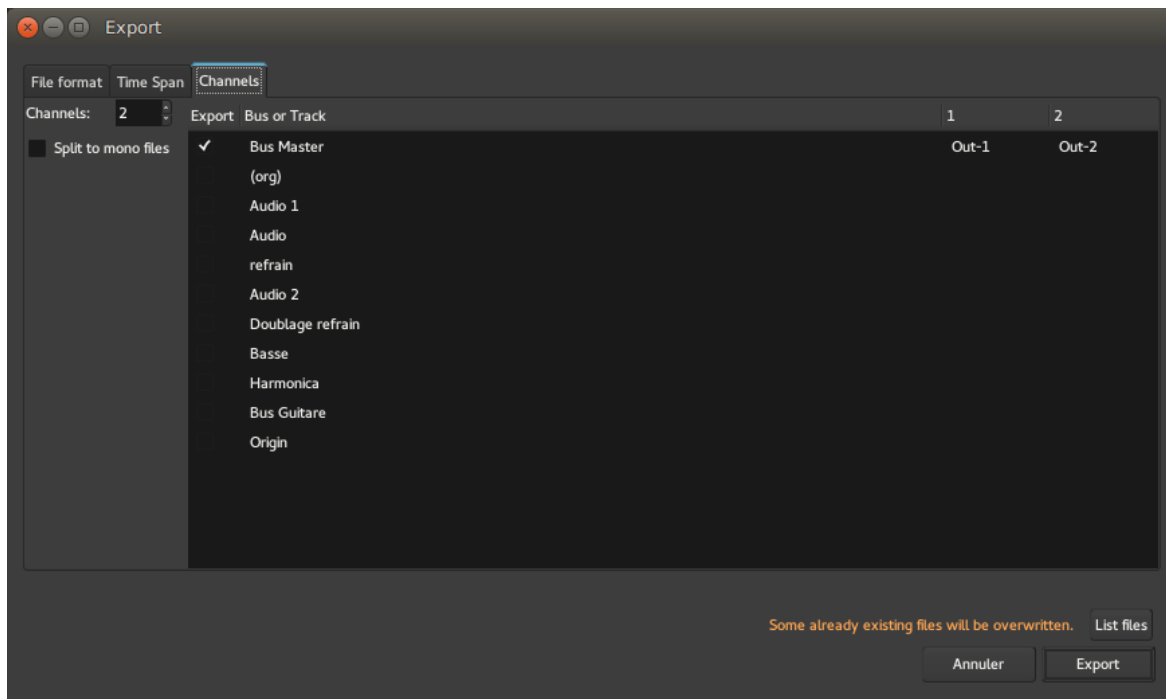 Export
File format Time Span Channels
Channels: 2 Export Bus or Track 1 2
Split to mono files Bus Master Out-1 Out-2
(org)
Audio 1
Audio
refrain
Audio 2
Doublage refrain
Basse
Harmonica
Bus Guitare
Origin
Some already existing files will be overwritten. List files
Annuler Export